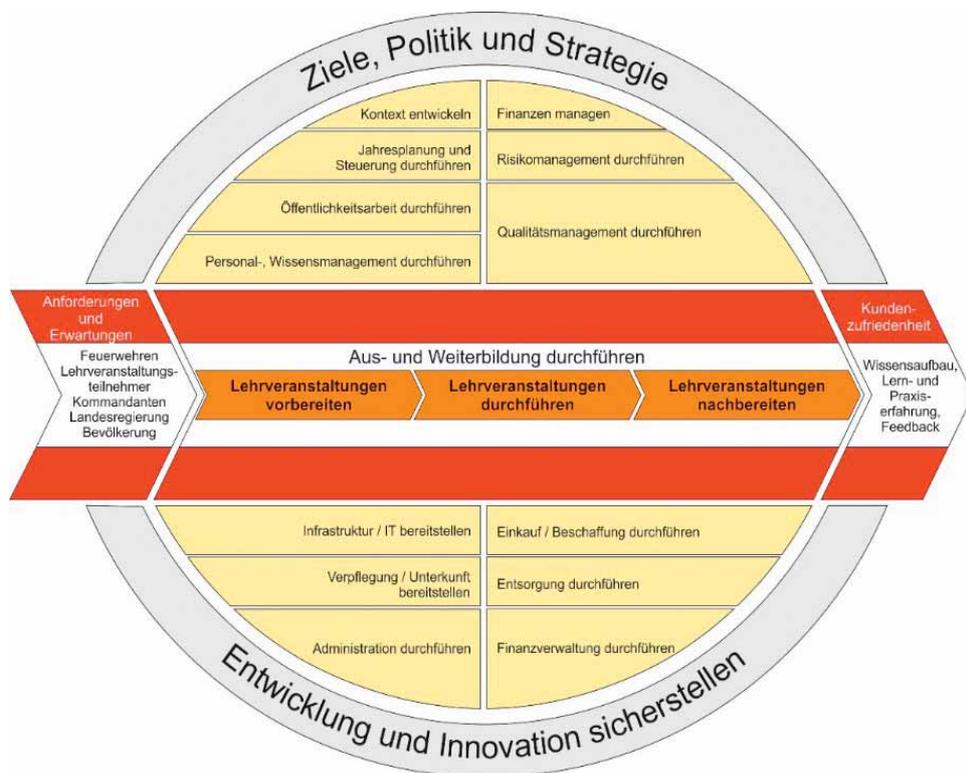 Ziele, Politik und Strategie
Kontext entwickeln
Finanzen managen
Jahresplanung und
Steuerung durchführen
Risikomanagement durchführen
Öffentlichkeitsarbeit durchführen
Qualitätsmanagement durchführen
Personal-, Wissensmanagement durchführen
Anforderungen
und
Erwartungen
Feuerwehren
Lehrveranstaltungs-
teilnehmer
Kommandanten
Landesregierung
Bevölkerung
Aus- und Weiterbildung durchführen
Lehrveranstaltungen
vorbereiten
Lehrveranstaltungen
durchführen
Lehrveranstaltungen
nachbereiten
Kunden-
zufriedenheit
Wissensaufbau,
Lern- und
Praxis-
erfahrung,
Feedback
Infrastruktur / IT bereitstellen
Einkauf / Beschaffung durchführen
Verpflegung / Unterkunft
bereitstellen
Entsorgung durchführen
Administration durchführen
Finanzverwaltung durchführen
Entwicklung und Innovation sicherstellen